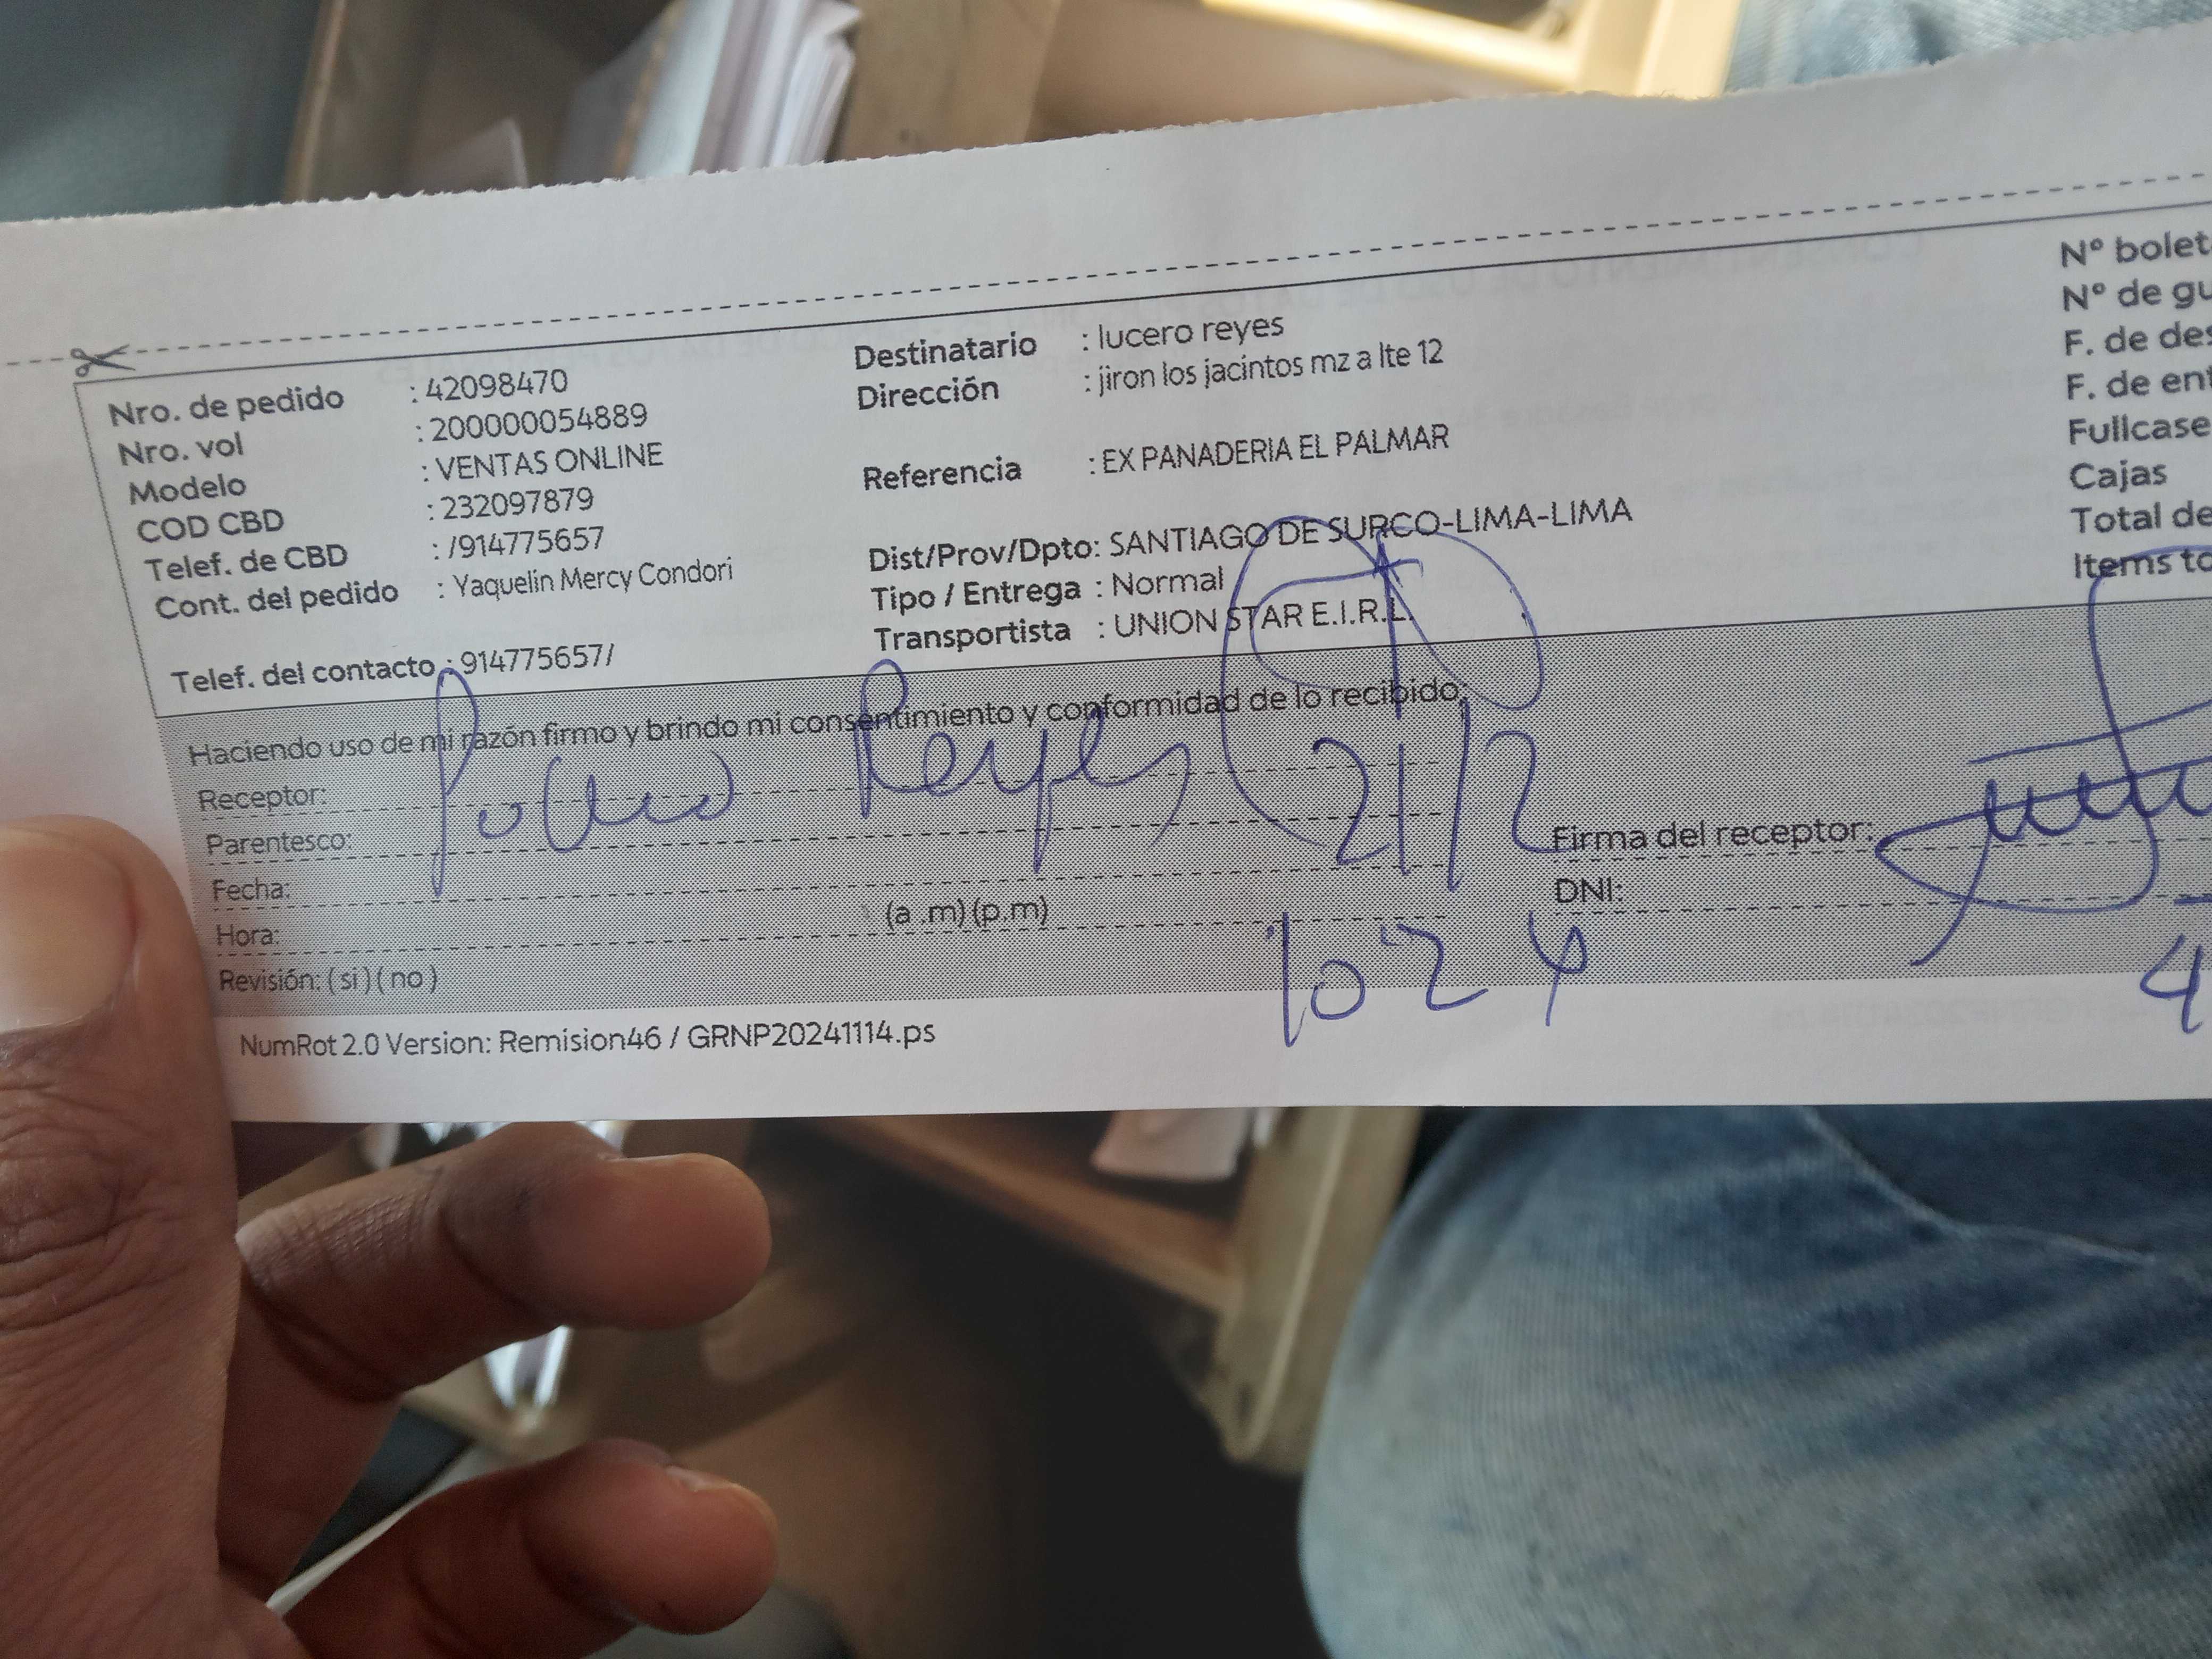 Nro. de pedido : 42098470
Nro. vol : 200000054889
Modelo : VENTAS ONLINE
COD CBD : 232097879
Telef. de CBD : /914775657
Cont. del pedido : Yaquelin Mercy Condori
Telef. del contacto : 914775657/
Destinatario : lucero reyes
Dirección : jiron los jacintos mz a lte 12
Referencia : EX PANADERIA EL PALMAR
Dist/Prov/Dpto: SANTIAGO DE SURCO-LIMA-LIMA
Tipo / Entrega : Normal
Transportista : UNION STAR E.I.R.L.
Nº bolet
Nº de gu
F. de des
F. de ent
Fullcase
Cajas
Total de
Items to
Haciendo uso de mi razón firmo y brindo mi consentimiento y conformidad de lo recibido;
Receptor: Reyes
Parentesco:
Fecha:
Hora: (a .m) (p.m)
Revisión: ( si ) ( no )
21/2
Firma del receptor:
DNI:
1024
4
NumRot 2.0 Version: Remision46 / GRNP20241114.ps